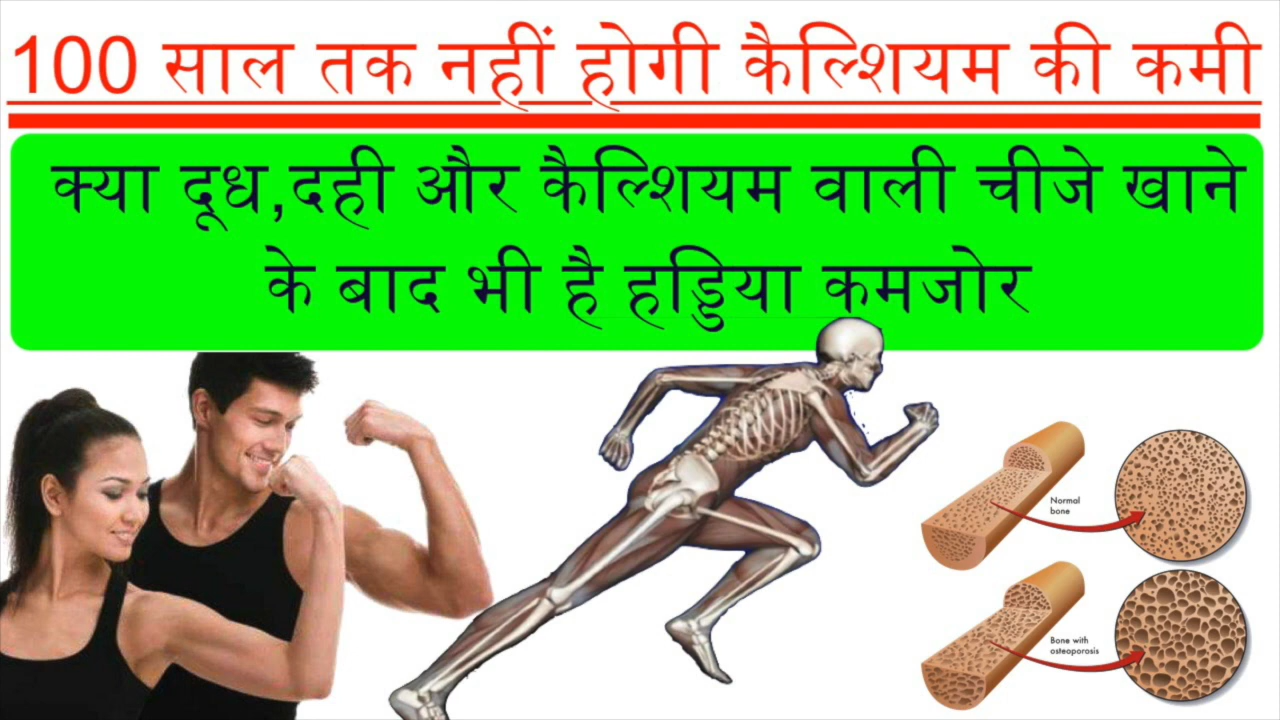 100 साल तक नहीं होगी कैल्शियम की कमी
क्या दूध,दही और कैल्शियम वाली चीजे खाने
के बाद भी है हड्डिया कमजोर
Normal
bone
Bone with
osteoporosis